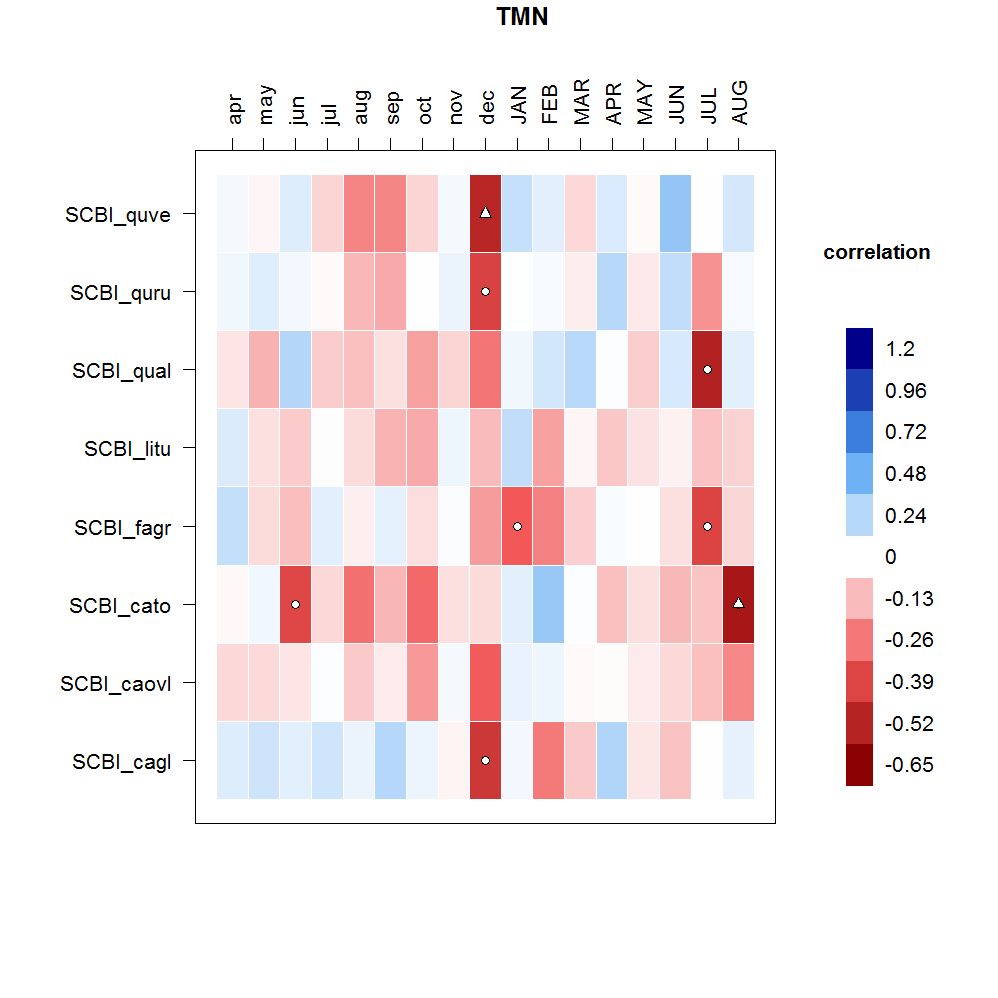 TMN
apr may jun jul aug sep oct nov dec JAN FEB MAR APR MAY JUN JUL AUG
SCBI_quve
SCBI_quru
SCBI_qual
SCBI_litu
SCBI_fagr
SCBI_cato
SCBI_caovl
SCBI_cagl
correlation
1.2
0.96
0.72
0.48
0.24
0
-0.13
-0.26
-0.39
-0.52
-0.65